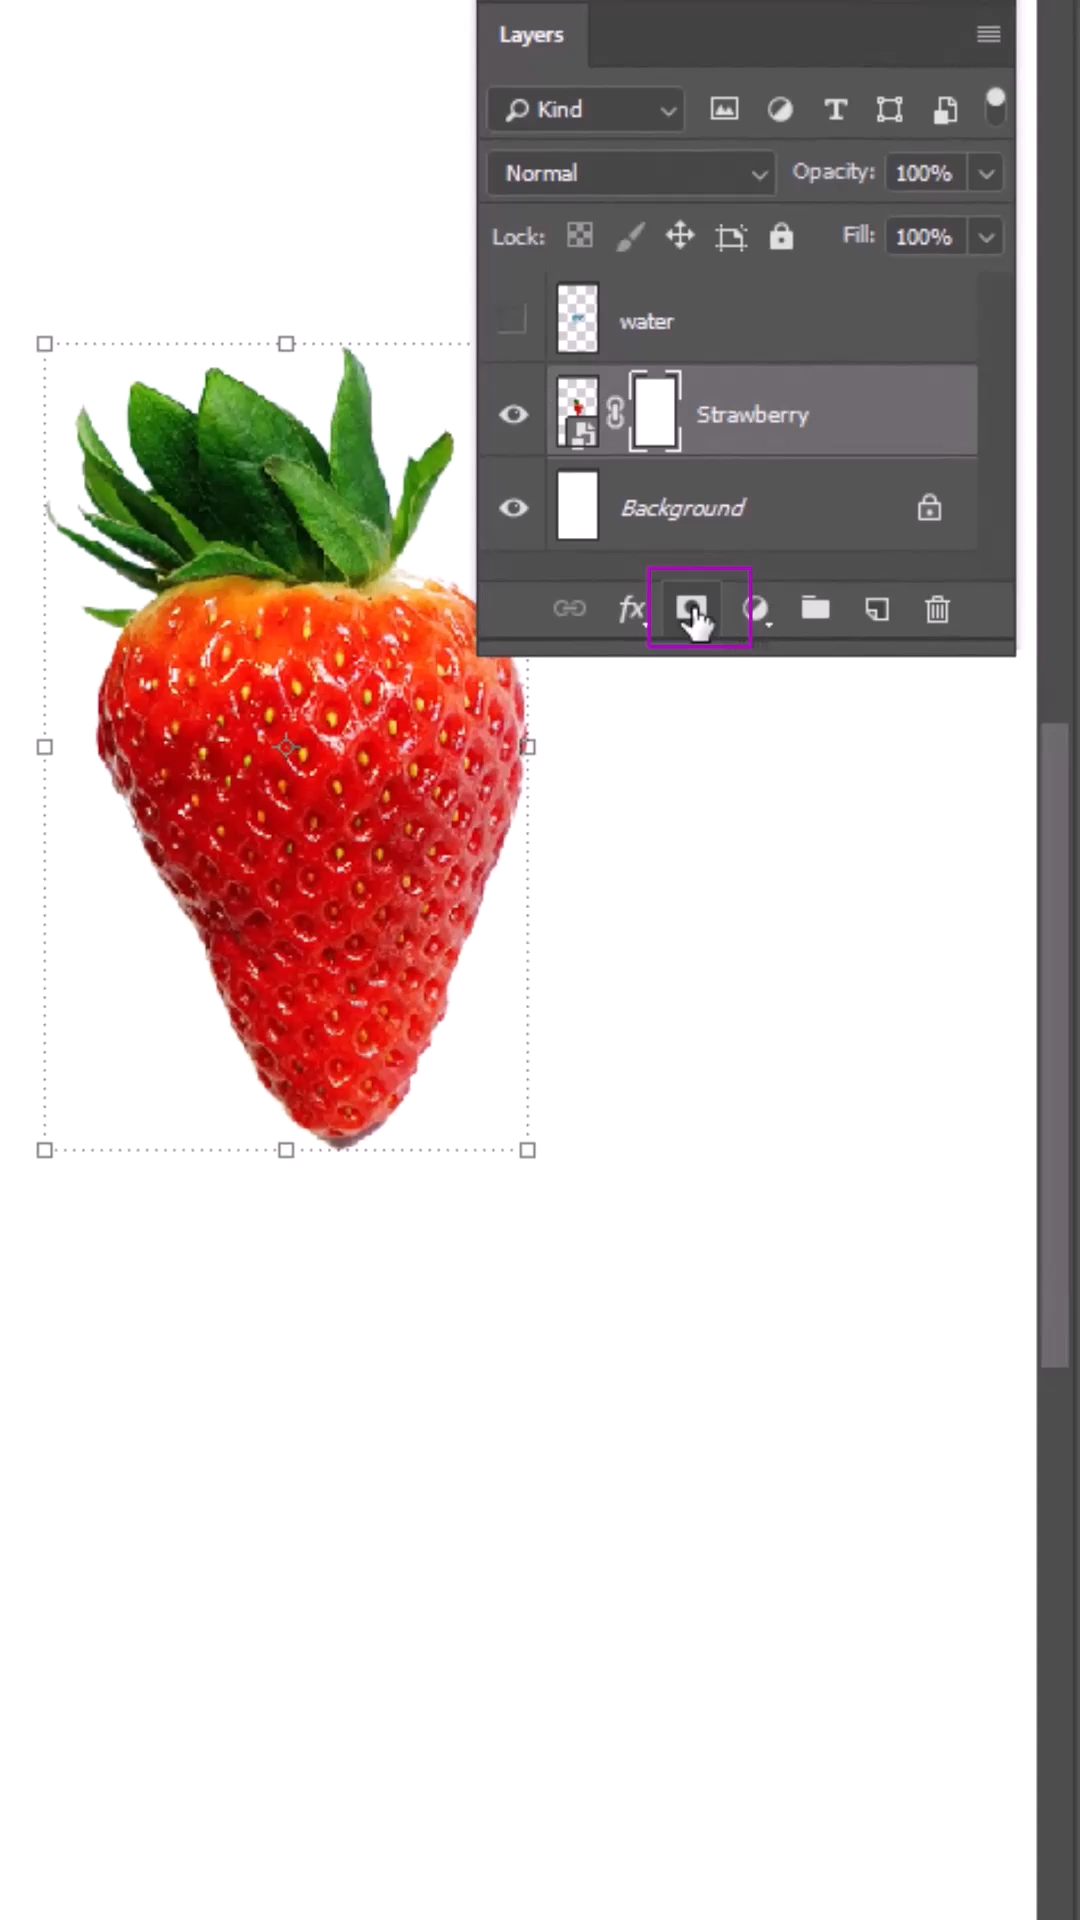 Layers
Kind
Normal Opacity: 100%
Lock: Fill: 100%
water
Strawberry
Background
fx